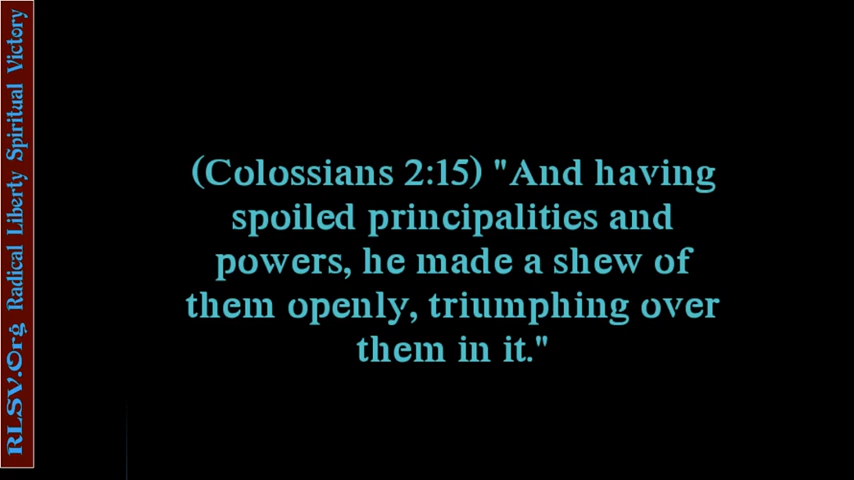 RLSV.Org Radical Liberty Spiritual Victory
(Colossians 2:15) "And having
spoiled principalities and
powers, he made a shew of
them openly, triumphing over
them in it."